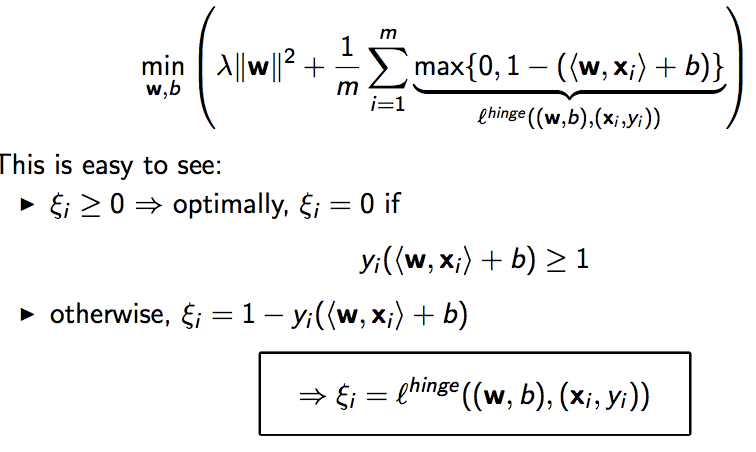 min_{w,b} ( λ‖w‖² + 1/m ∑_{i=1}^{m} max{0, 1 − (⟨w, x_i⟩ + b)} )
ℓ^{hinge}((w,b),(x_i,y_i))
This is easy to see:
▶ ξ_i ≥ 0 ⇒ optimally, ξ_i = 0 if
y_i(⟨w, x_i⟩ + b) ≥ 1
▶ otherwise, ξ_i = 1 − y_i(⟨w, x_i⟩ + b)
⇒ ξ_i = ℓ^{hinge}((w, b), (x_i, y_i))